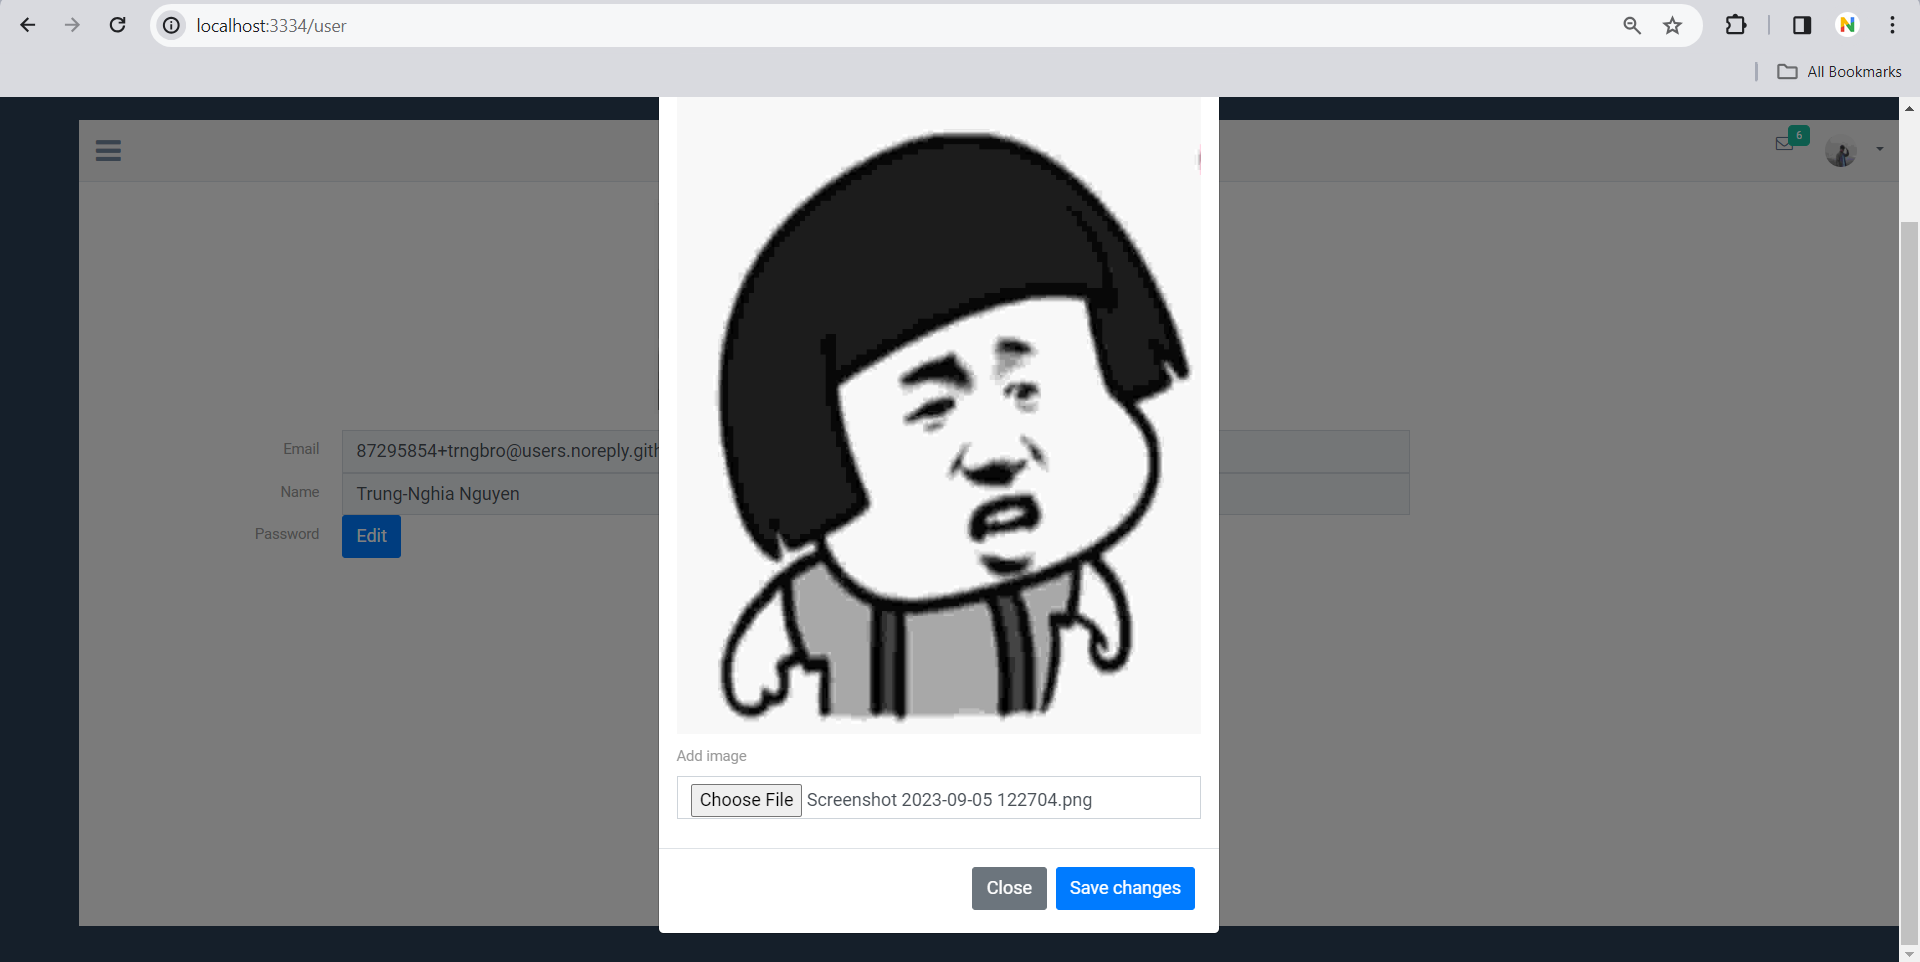 localhost:3334/user
All Bookmarks
6
Email
87295854+trngbro@users.noreply.gith
Name
Trung-Nghia Nguyen
Password
Edit
Add image
Choose File Screenshot 2023-09-05 122704.png
Close
Save changes